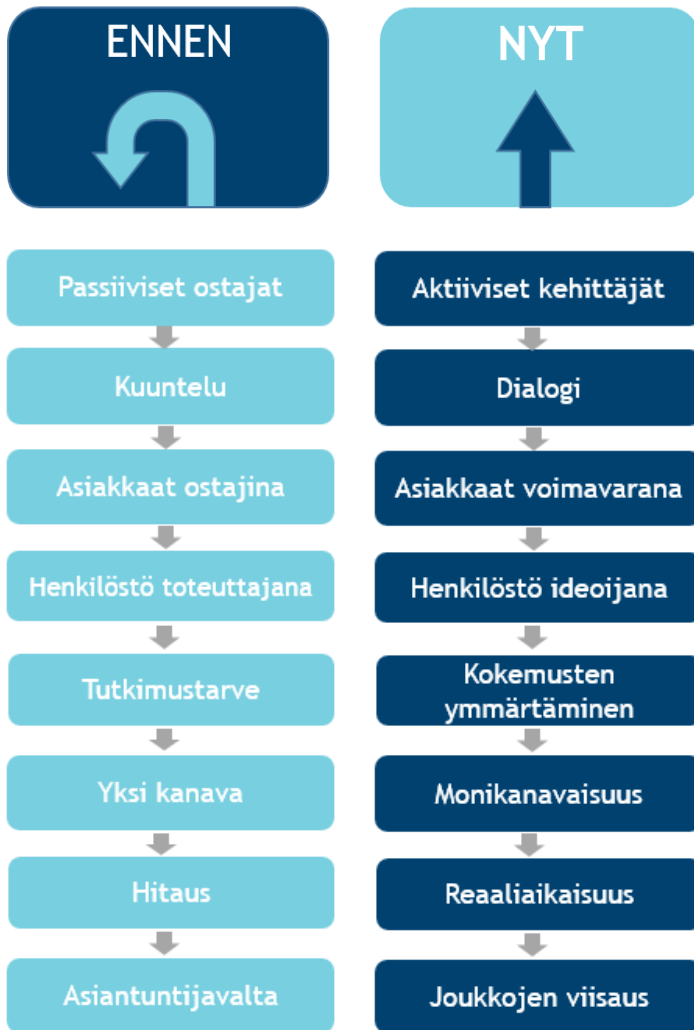 ENNEN
Passiiviset ostajat
Kuuntelu
Asiakkaat ostajina
Henkilöstö toteuttajana
Tutkimustarve
Yksi kanava
Hitaus
Asiantuntijavalta
NYT
Aktiiviset kehittäjät
Dialogi
Asiakkaat voimavarana
Henkilöstö ideoijana
Kokemusten
ymmärtäminen
Monikanavaisuus
Reaaliaikaisuus
Joukkojen viisaus